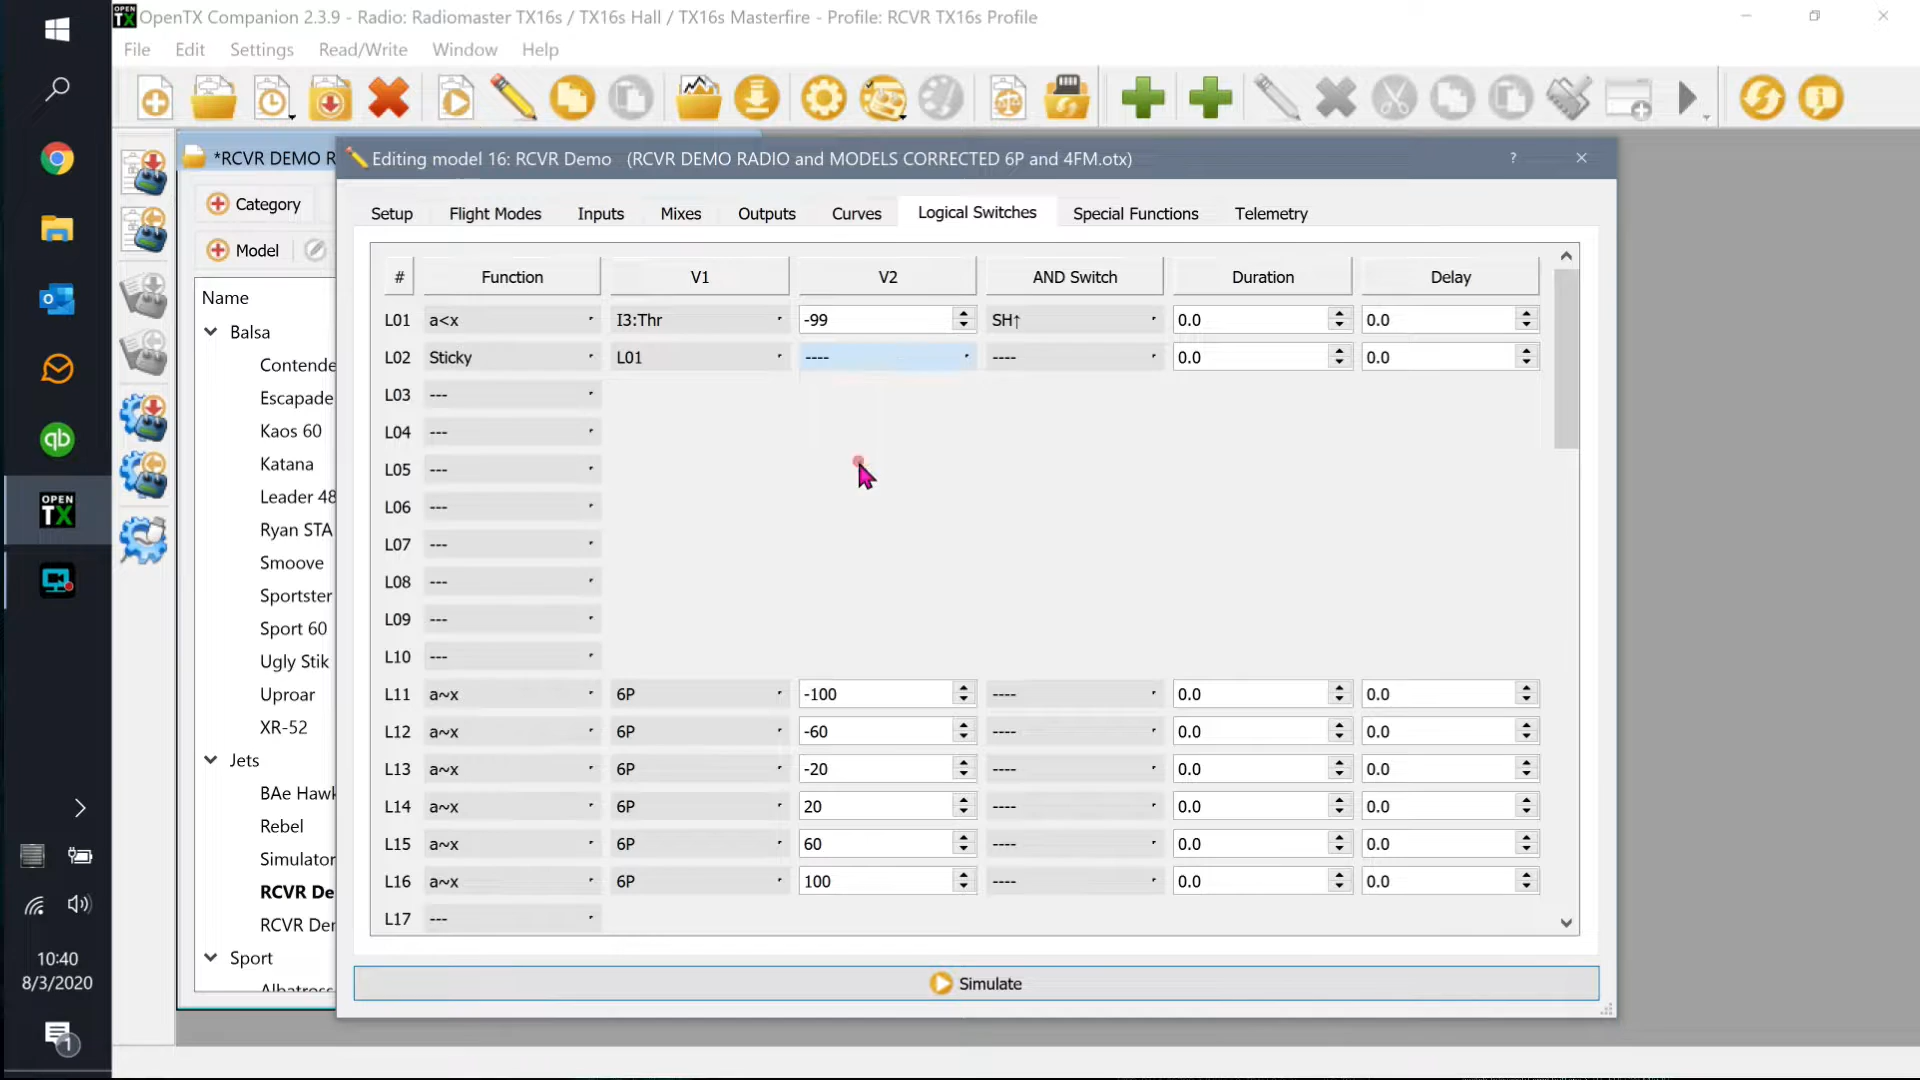 OpenTX Companion 2.3.9 - Radio: Radiomaster TX16s / TX16s Hall / TX16s Masterfire - Profile: RCVR TX16s Profile
File Edit Settings Read/Write Window Help
*RCVR DEMO R
Editing model 16: RCVR Demo (RCVR DEMO RADIO and MODELS CORRECTED 6P and 4FM.otx)
Category
Model
Name
Balsa
Contende
Escapade
Kaos 60
Katana
Leader 48
Ryan STA
Smoove
Sportster
Sport 60
Ugly Stik
Uproar
XR-52
Jets
BAe Hawk
Rebel
Simulator
RCVR De
RCVR Der
Sport
Albatross
Setup Flight Modes Inputs Mixes Outputs Curves Logical Switches Special Functions Telemetry
# Function V1 V2 AND Switch Duration Delay
L01 a<x I3:Thr -99 SH↑ 0.0 0.0
L02 Sticky L01 ---- ---- 0.0 0.0
L03 ---
L04 ---
L05 ---
L06 ---
L07 ---
L08 ---
L09 ---
L10 ---
L11 a~x 6P -100 ---- 0.0 0.0
L12 a~x 6P -60 ---- 0.0 0.0
L13 a~x 6P -20 ---- 0.0 0.0
L14 a~x 6P 20 ---- 0.0 0.0
L15 a~x 6P 60 ---- 0.0 0.0
L16 a~x 6P 100 ---- 0.0 0.0
L17 ---
Simulate
qb
OPEN
TX
10:40
8/3/2020
1